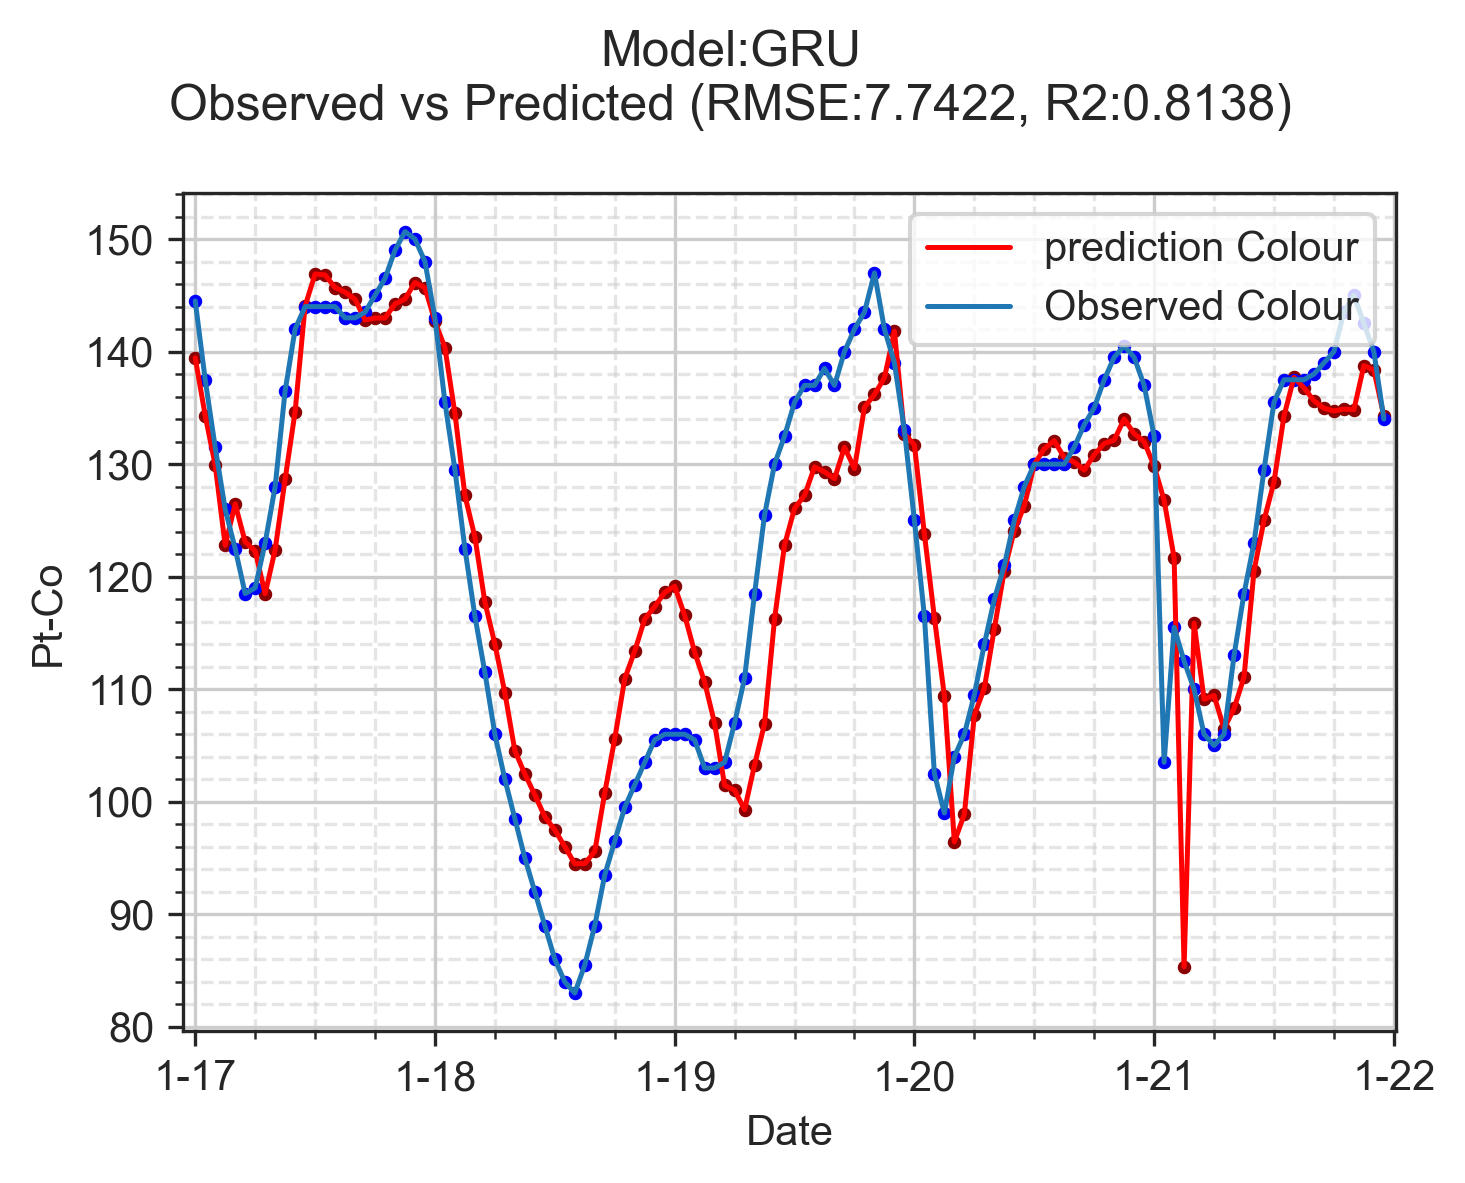 Model:GRU
Observed vs Predicted (RMSE:7.7422, R2:0.8138)
prediction Colour
Observed Colour
150
140
130
120
110
100
90
80
Pt-Co
1-17 1-18 1-19 1-20 1-21 1-22
Date